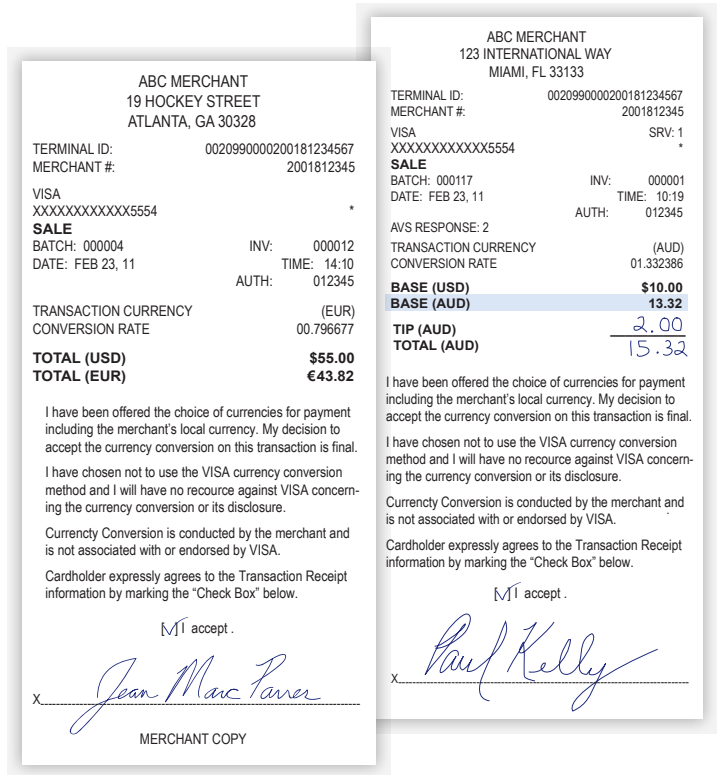 ABC MERCHANT
19 HOCKEY STREET
ATLANTA, GA 30328
TERMINAL ID: 0020990000200181234567
MERCHANT #: 2001812345
VISA
XXXXXXXXXXXX5554 *
SALE
BATCH: 000004 INV: 000012
DATE: FEB 23, 11 TIME: 14:10
AUTH: 012345
TRANSACTION CURRENCY (EUR)
CONVERSION RATE 00.796677
TOTAL (USD) $55.00
TOTAL (EUR) €43.82
I have been offered the choice of currencies for payment
including the merchant's local currency. My decision to
accept the currency conversion on this transaction is final.
I have chosen not to use the VISA currency conversion
method and I will have no recourse against VISA concern-
ing the currency conversion or its disclosure.
Currencty Conversion is conducted by the merchant and
is not associated with or endorsed by VISA.
Cardholder expressly agrees to the Transaction Receipt
information by marking the “Check Box” below.
I accept .
X Jean Marc Parres
MERCHANT COPY
ABC MERCHANT
123 INTERNATIONAL WAY
MIAMI, FL 33133
TERMINAL ID: 0020990000200181234567
MERCHANT #: 2001812345
VISA SRV: 1
XXXXXXXXXXXX5554 *
SALE
BATCH: 000117 INV: 000001
DATE: FEB 23, 11 TIME: 10:19
AUTH: 012345
AVS RESPONSE: 2
TRANSACTION CURRENCY (AUD)
CONVERSION RATE 01.332386
BASE (USD) $10.00
BASE (AUD) 13.32
TIP (AUD) 2.00
TOTAL (AUD) 15.32
I have been offered the choice of currencies for payment
including the merchant's local currency. My decision to
accept the currency conversion on this transaction is final.
I have chosen not to use the VISA currency conversion
method and I will have no recourse against VISA concern-
ing the currency conversion or its disclosure.
Currencty Conversion is conducted by the merchant and
is not associated with or endorsed by VISA.
Cardholder expressly agrees to the Transaction Receipt
information by marking the “Check Box” below.
I accept .
X Paul Kelly